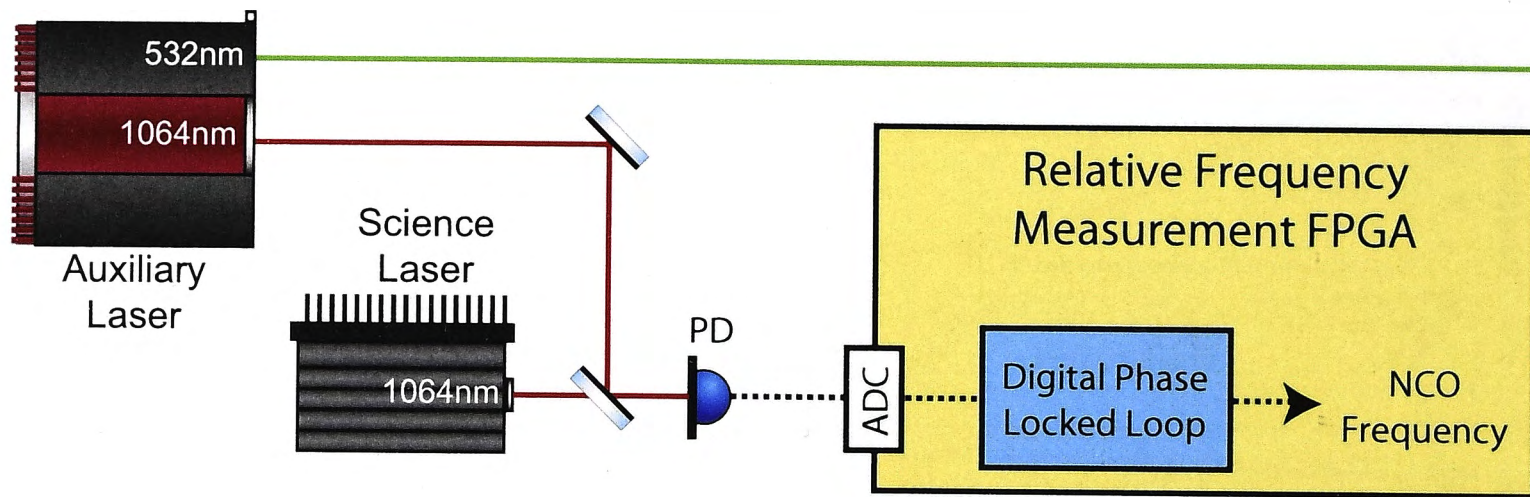 532nm
1064nm
Auxiliary
Laser
Science
Laser
1064nm
PD
ADC
Relative Frequency
Measurement FPGA
Digital Phase
Locked Loop
NCO
Frequency